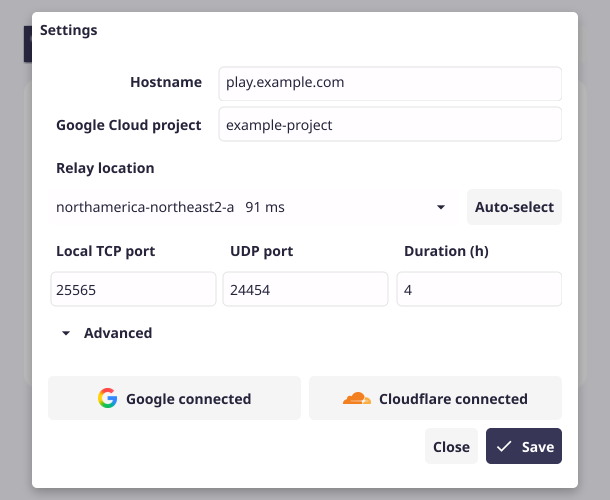 Settings
Hostname play.example.com
Google Cloud project example-project
Relay location
northamerica-northeast2-a 91 ms Auto-select
Local TCP port UDP port Duration (h)
25565 24454 4
Advanced
Google connected Cloudflare connected
Close Save